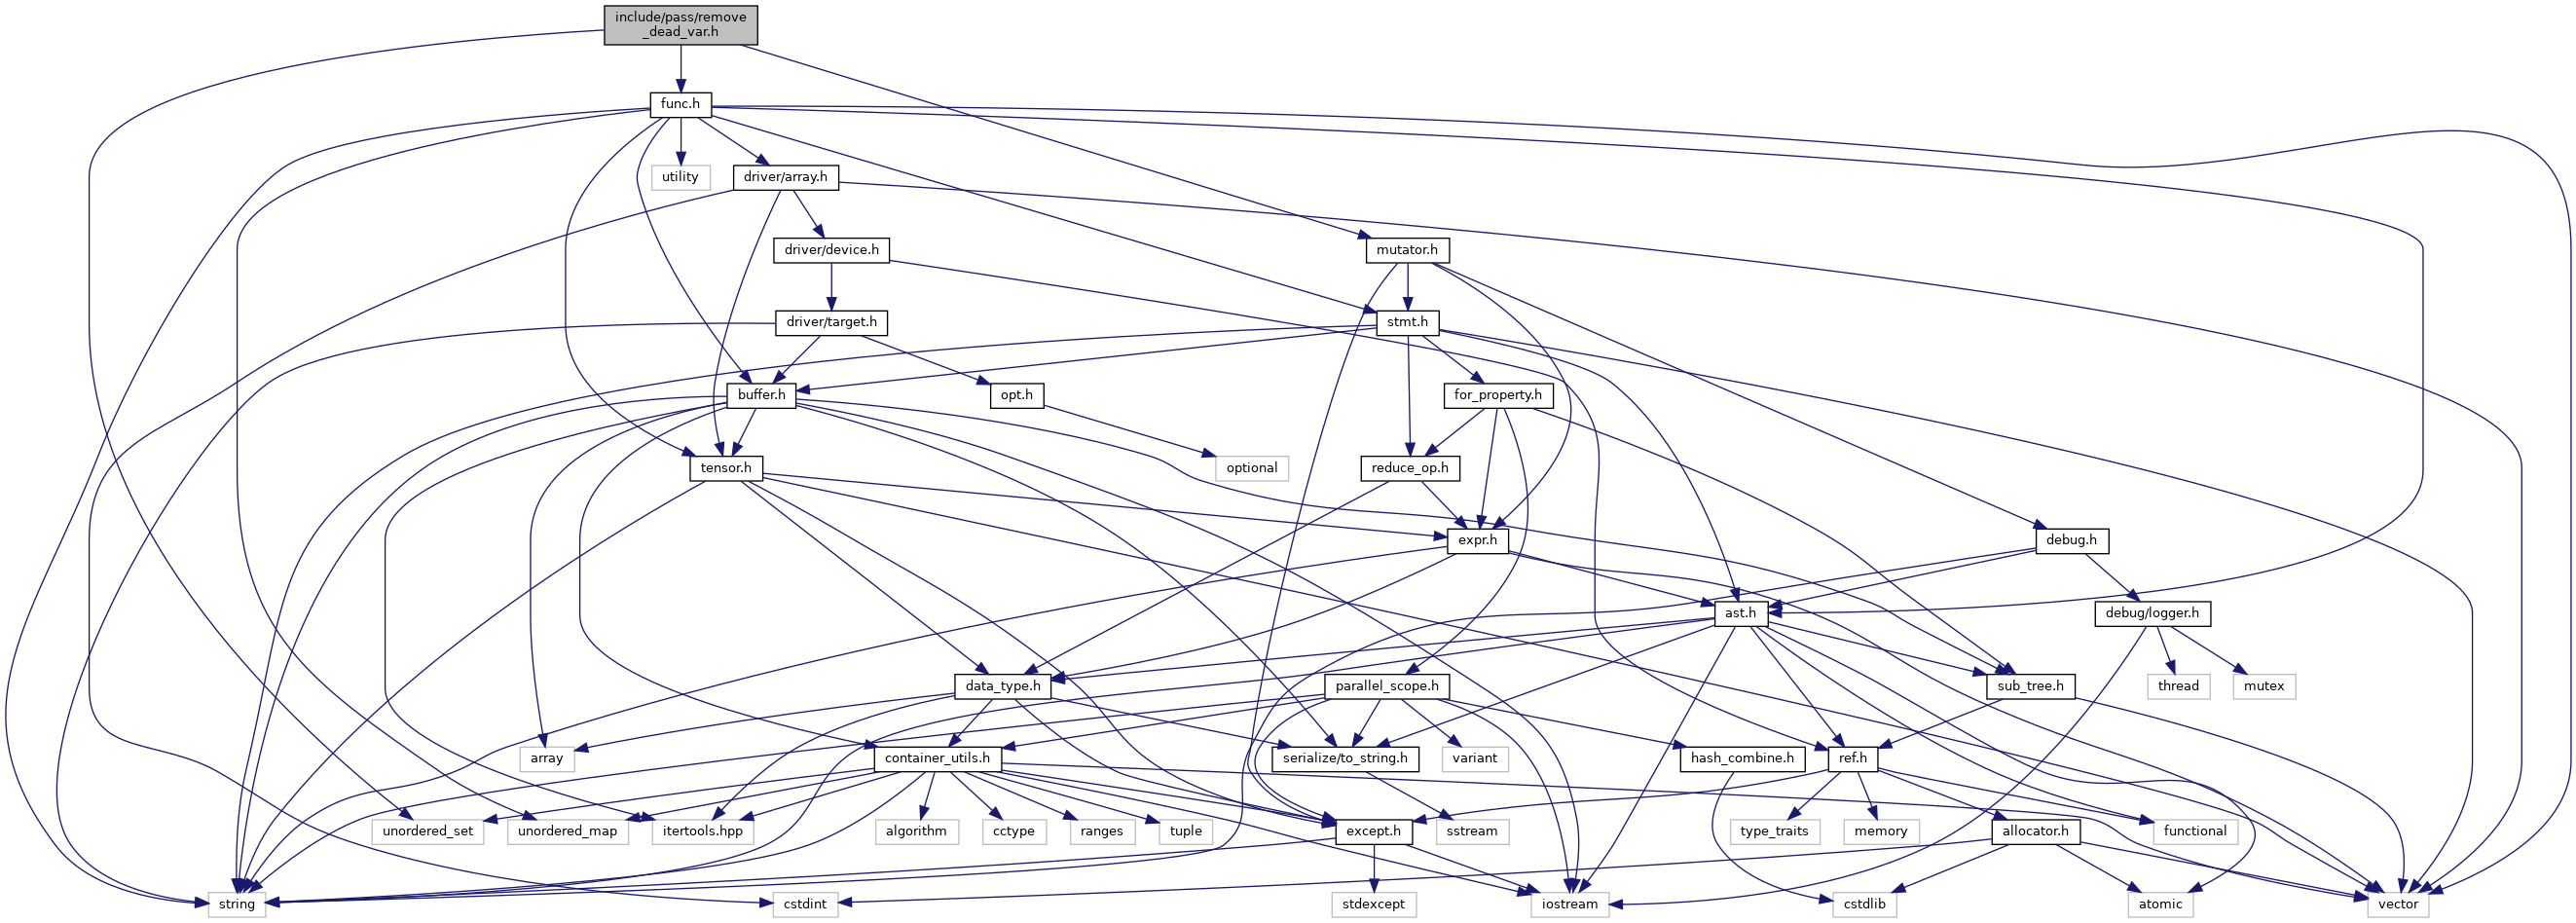 include/pass/remove
_dead_var.h
func.h
utility
driver/array.h
driver/device.h
mutator.h
driver/target.h
stmt.h
buffer.h
opt.h
for_property.h
tensor.h
optional
reduce_op.h
expr.h
debug.h
ast.h
debug/logger.h
data_type.h
parallel_scope.h
sub_tree.h
thread
mutex
array
container_utils.h
serialize/to_string.h
variant
hash_combine.h
ref.h
unordered_set
unordered_map
itertools.hpp
algorithm
cctype
ranges
tuple
except.h
sstream
type_traits
memory
allocator.h
functional
string
cstdint
stdexcept
iostream
cstdlib
atomic
vector